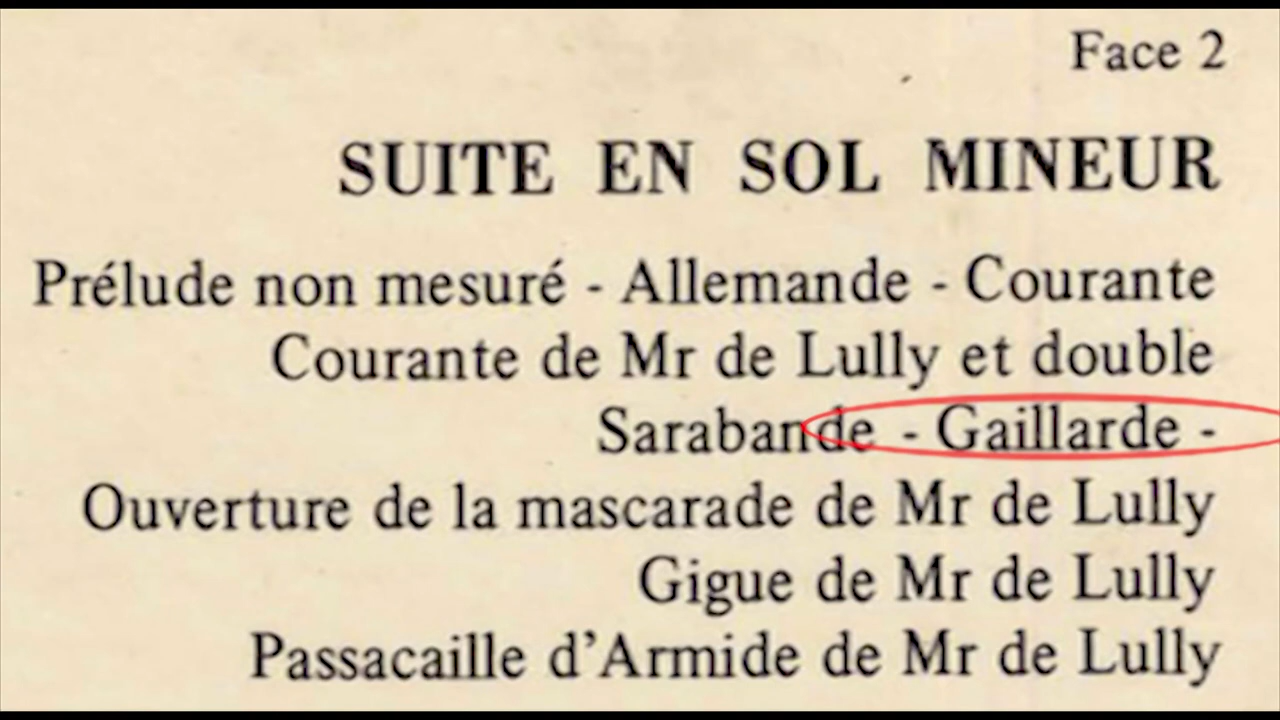 Face 2
SUITE EN SOL MINEUR
Prélude non mesuré - Allemande - Courante
Courante de Mr de Lully et double
Sarabande - Gaillarde -
Ouverture de la mascarade de Mr de Lully
Gigue de Mr de Lully
Passacaille d'Armide de Mr de Lully